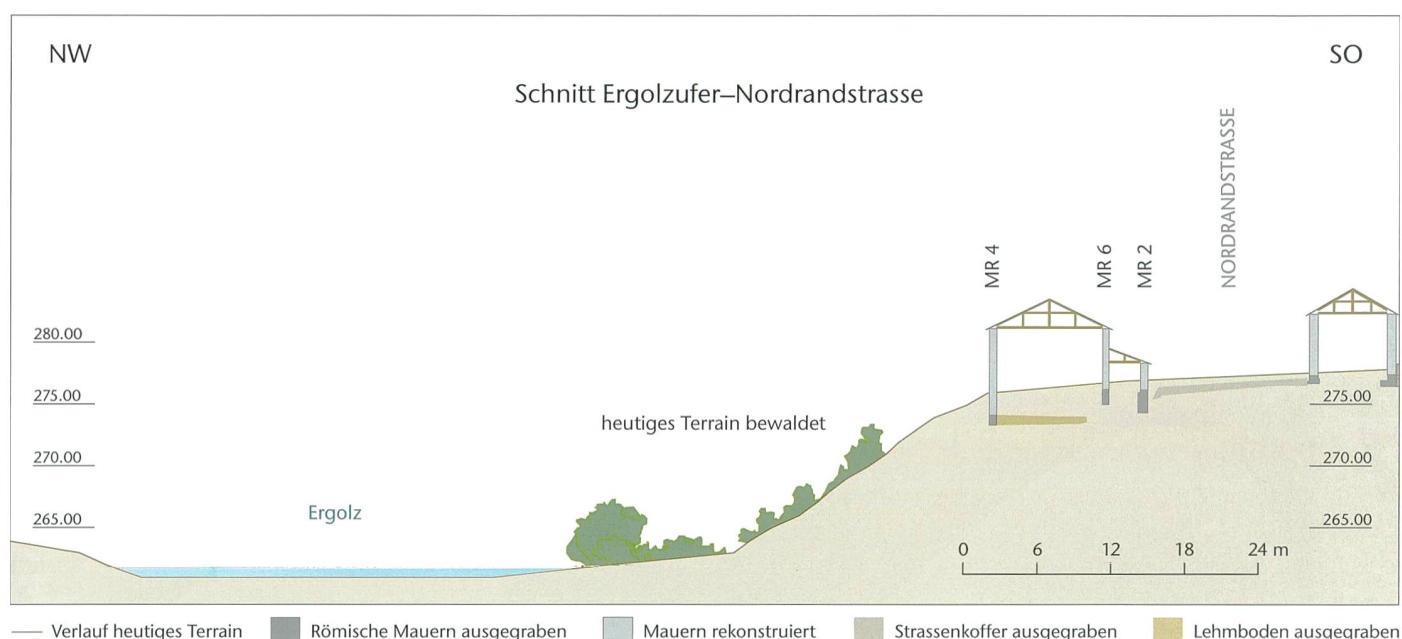 NW
SO
Schnitt Ergolzufer–Nordrandstrasse
NORDRANDSTRASSE
MR 4
MR 6
MR 2
280.00
275.00
270.00
265.00
heutiges Terrain bewaldet
Ergolz
275.00
270.00
265.00
0 6 12 18 24 m
Verlauf heutiges Terrain
Römische Mauern ausgegraben
Mauern rekonstruiert
Strassenkoffer ausgegraben
Lehmboden ausgegraben